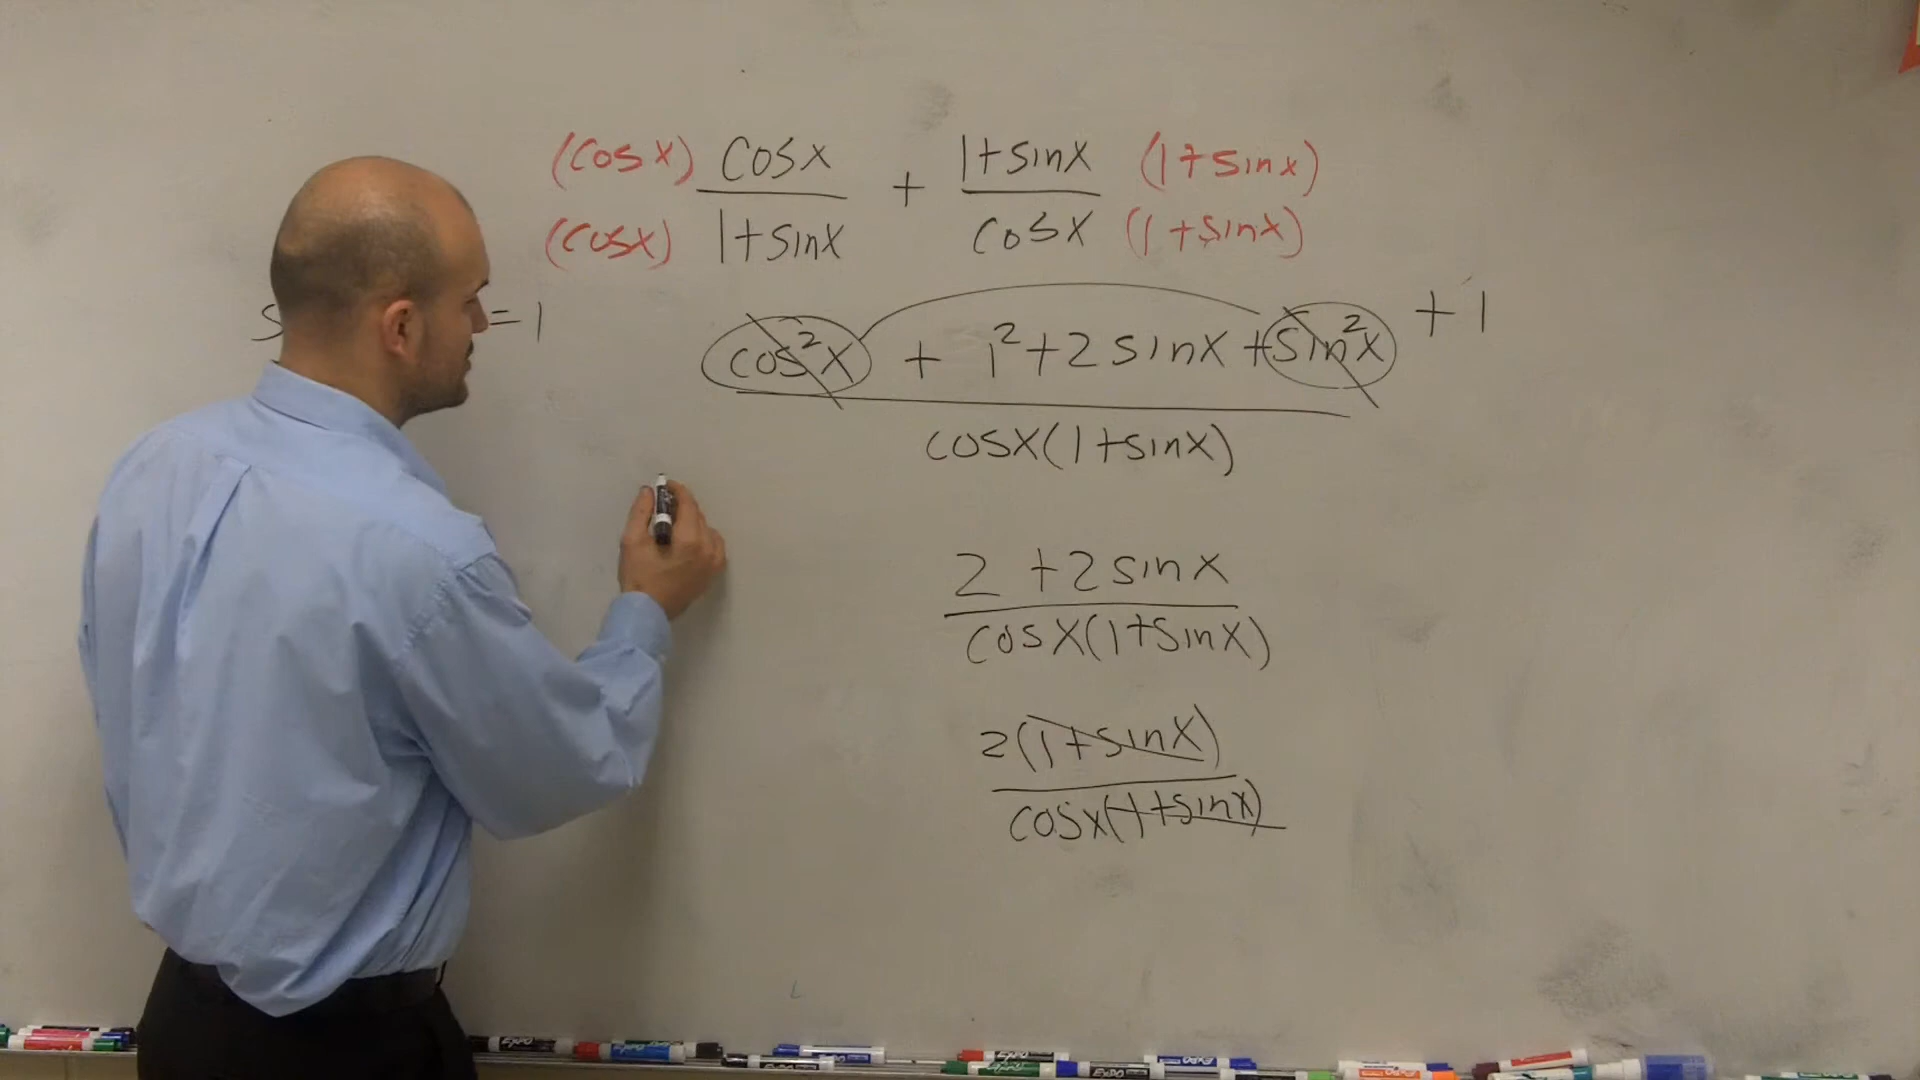 (cosx) cosx + 1+sinx (1+sinx)
(cosx) 1+sinx cosx (1+sinx)
s =1
cos²x + 1²+2sinx+sin²x +1
cosx(1+sinx)
2 +2sinx
cosx(1+sinx)
2(1+sinx)
cosx(1+sinx)